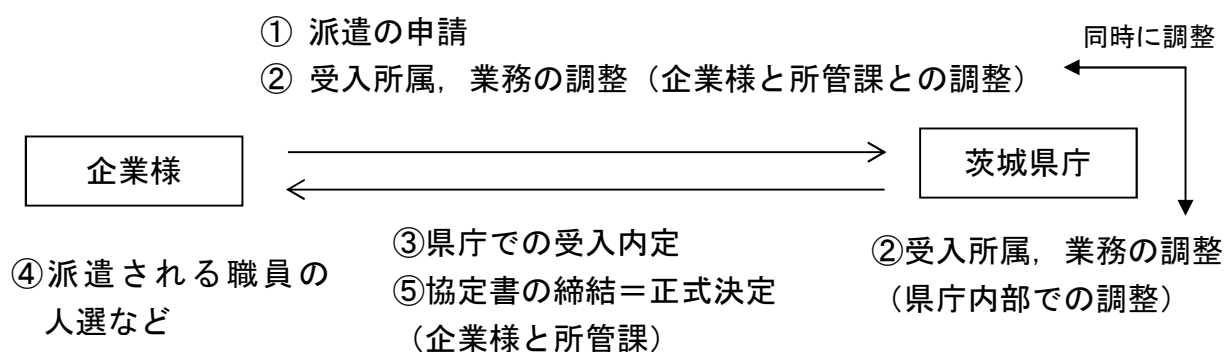 ① 派遣の申請
同時に調整
② 受入所属，業務の調整（企業様と所管課との調整）
企業様
茨城県庁
③県庁での受入内定
②受入所属，業務の調整
（県庁内部での調整）
④派遣される職員の
人選など
⑤協定書の締結＝正式決定
（企業様と所管課）